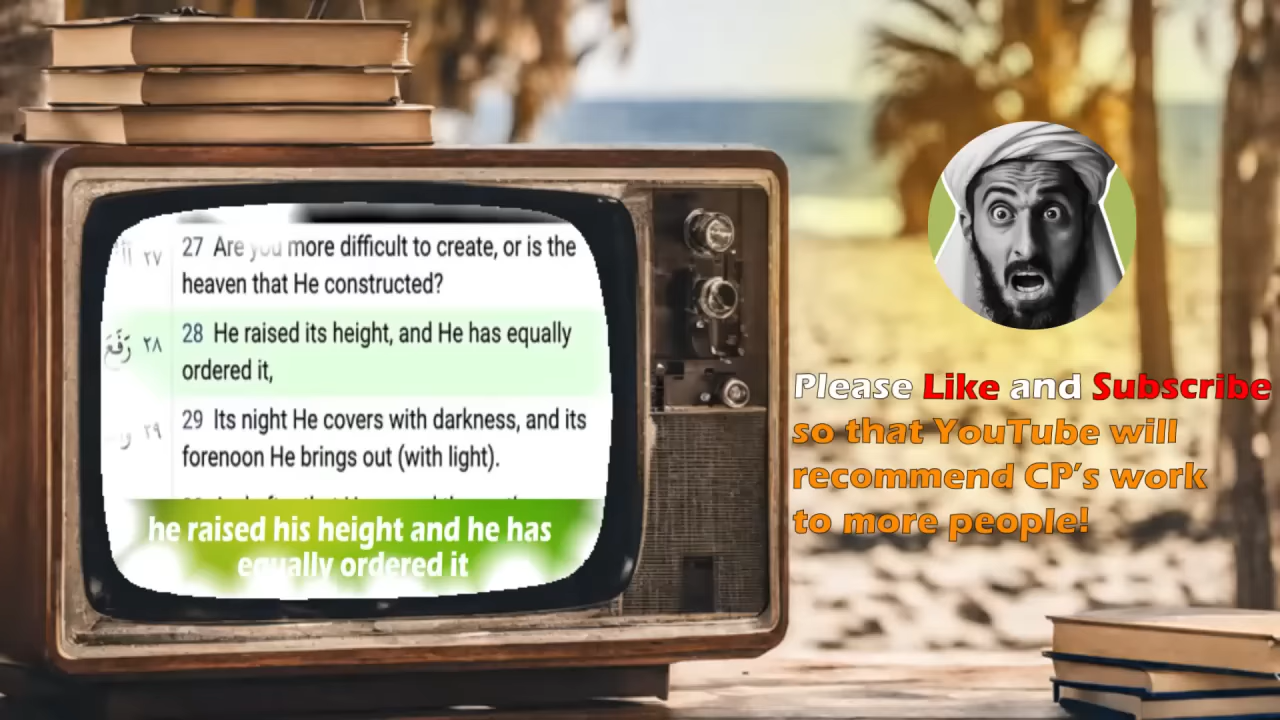 27 Are you more difficult to create, or is the
heaven that He constructed?
٢٨ 28 He raised its height, and He has equally
ordered it,
٢٩ 29 Its night He covers with darkness, and its
forenoon He brings out (with light).
he raised his height and he has
equally ordered it
Please Like and Subscribe
so that YouTube will
recommend CP's work
to more people!